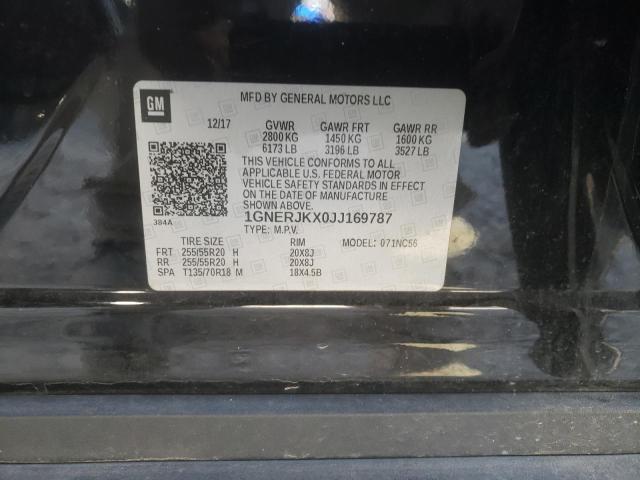 GM
MFD BY GENERAL MOTORS LLC
12/17 GVWR GAWR FRT GAWR RR
2800 KG 1450 KG 1600 KG
6173 LB 3196 LB 3527 LB
THIS VEHICLE CONFORMS TO ALL
APPLICABLE U.S. FEDERAL MOTOR
VEHICLE SAFETY STANDARDS IN EFFECT
ON THE DATE OF MANUFACTURE
SHOWN ABOVE.
384A
1GNERJKX0JJ169787
TYPE: M.P.V.
TIRE SIZE RIM MODEL: 071NC56
FRT 255/55R20 H 20X8J
RR 255/55R20 H 20X8J
SPA T135/70R18 M 18X4.5B